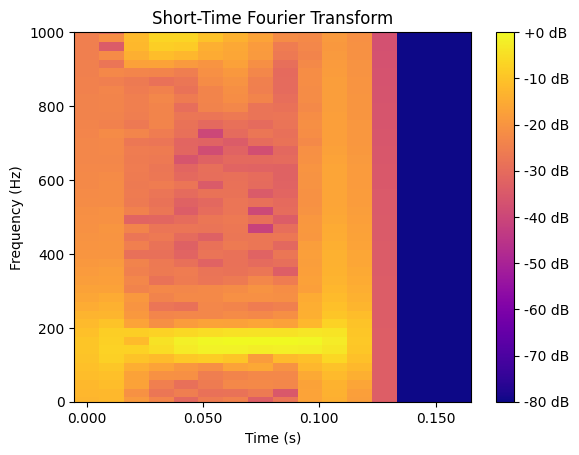 Short-Time Fourier Transform
1000
800
600
400
200
0
Frequency (Hz)
0.000
0.050
0.100
0.150
Time (s)
+0 dB
-10 dB
-20 dB
-30 dB
-40 dB
-50 dB
-60 dB
-70 dB
-80 dB